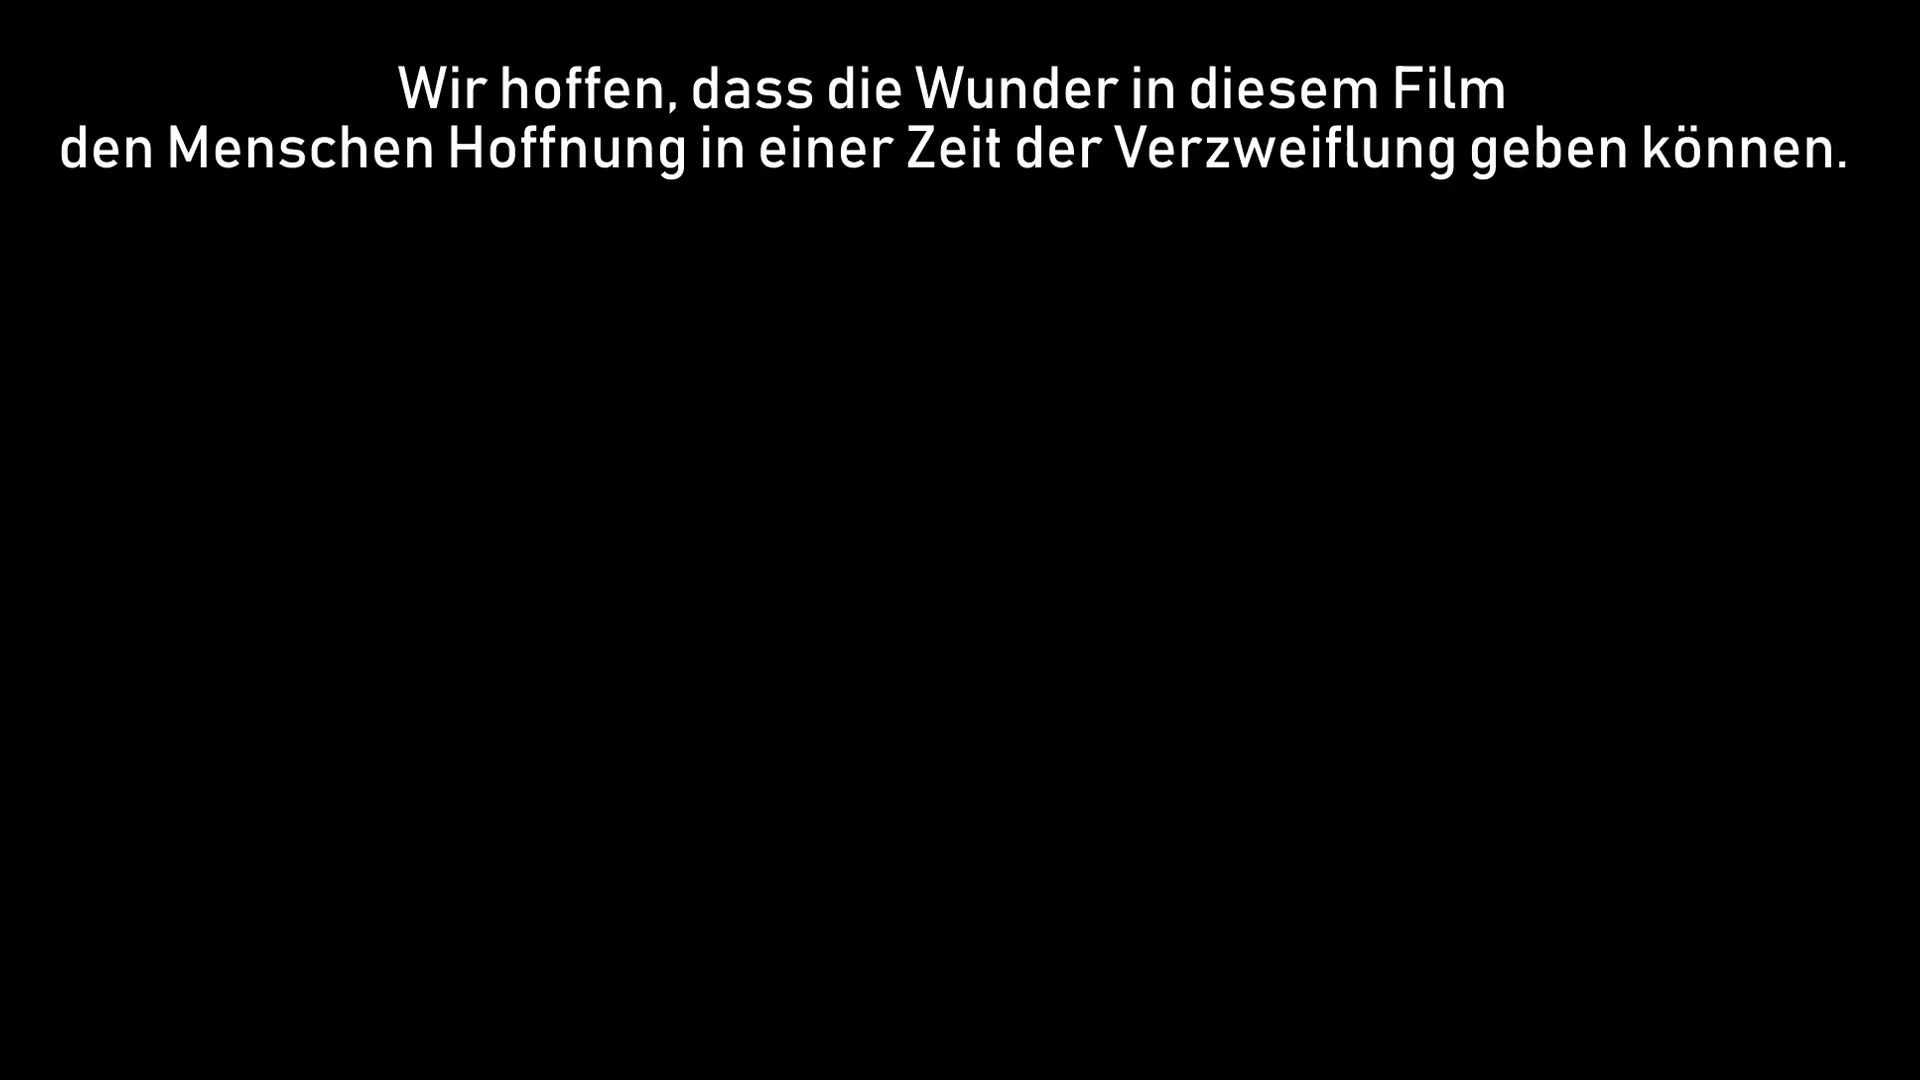 Wir hoffen, dass die Wunder in diesem Film
den Menschen Hoffnung in einer Zeit der Verzweiflung geben können.